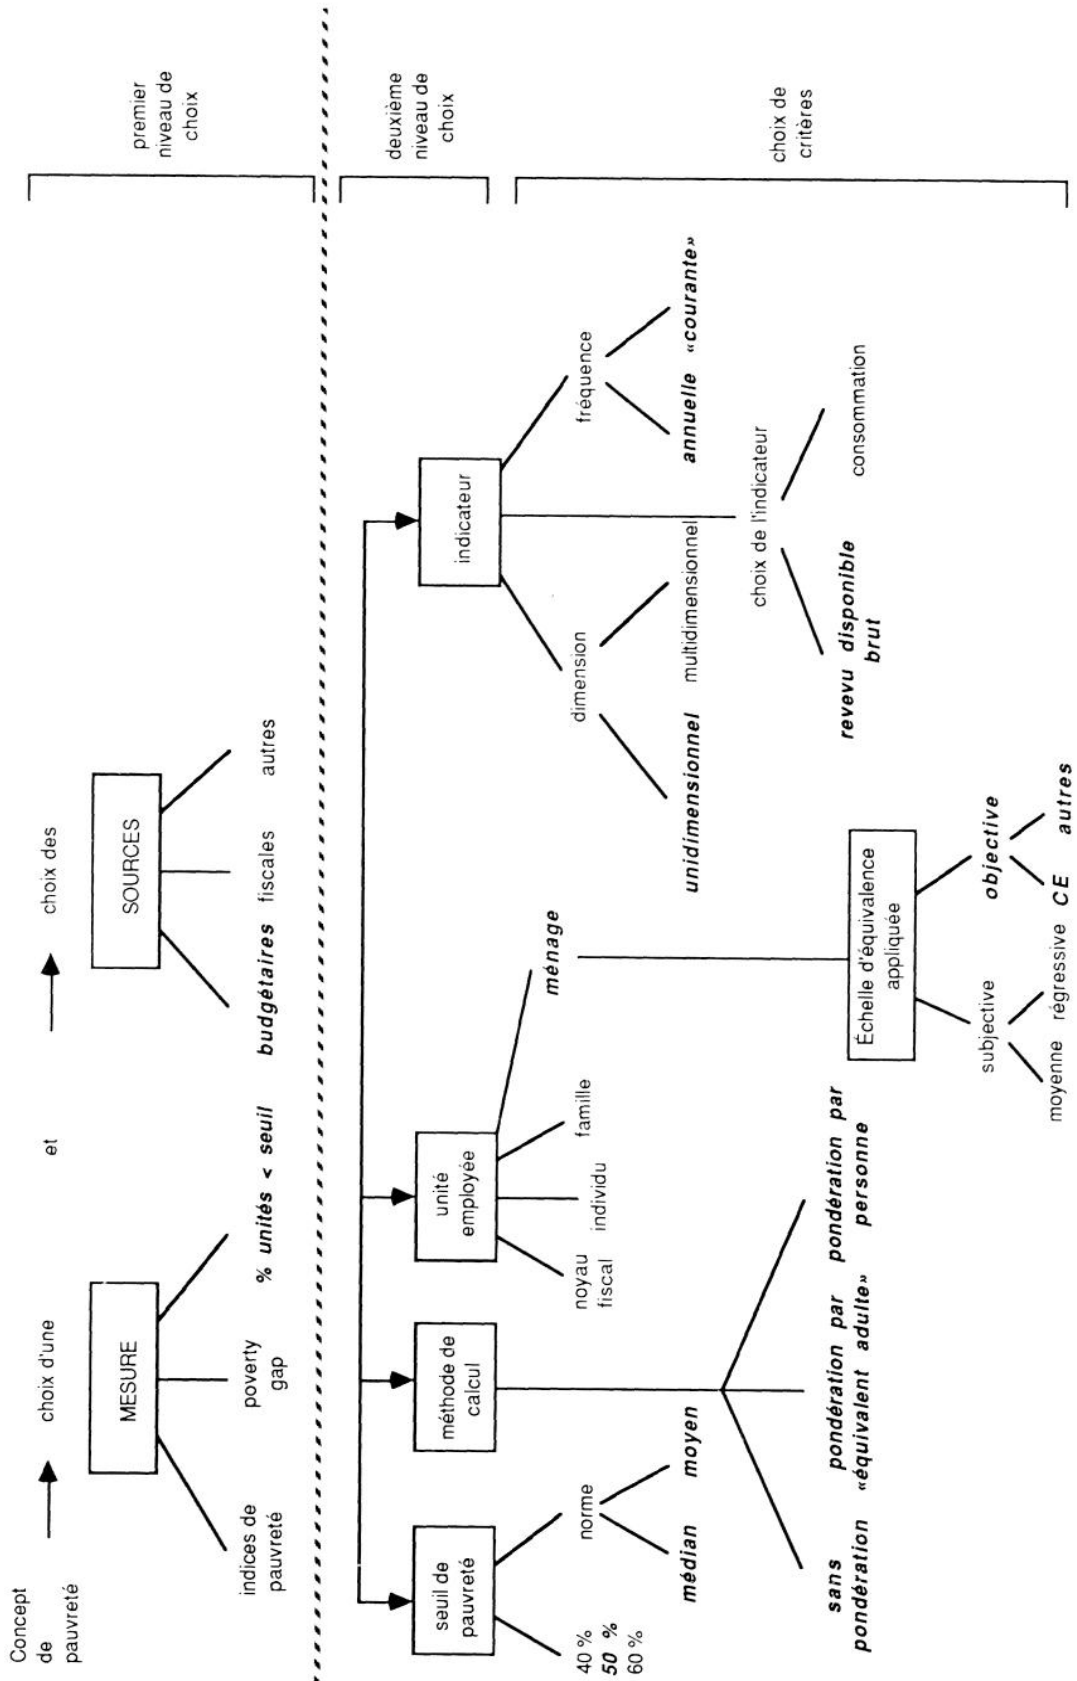 Concept
de
pauvreté
choix d'une
et
choix des
premier
niveau de
choix
MESURE
SOURCES
indices de
pauvreté
poverty
gap
% unités < seuil
budgétaires
fiscales
autres
deuxième
niveau de
choix
seuil de
pauvreté
méthode de
calcul
unité
employée
indicateur
40 %
50 %
60 %
norme
noyau
fiscal
individu
famille
ménage
dimension
fréquence
choix de
critères
médian
moyen
unidimensionnel
multidimensionnel
annuelle
«courante»
choix de l'indicateur
sans
pondération
pondération par
«équivalent adulte»
pondération par
personne
Échelle d'équivalence
appliquée
revevu disponible
brut
consommation
subjective
objective
moyenne
régressive
CE
autres